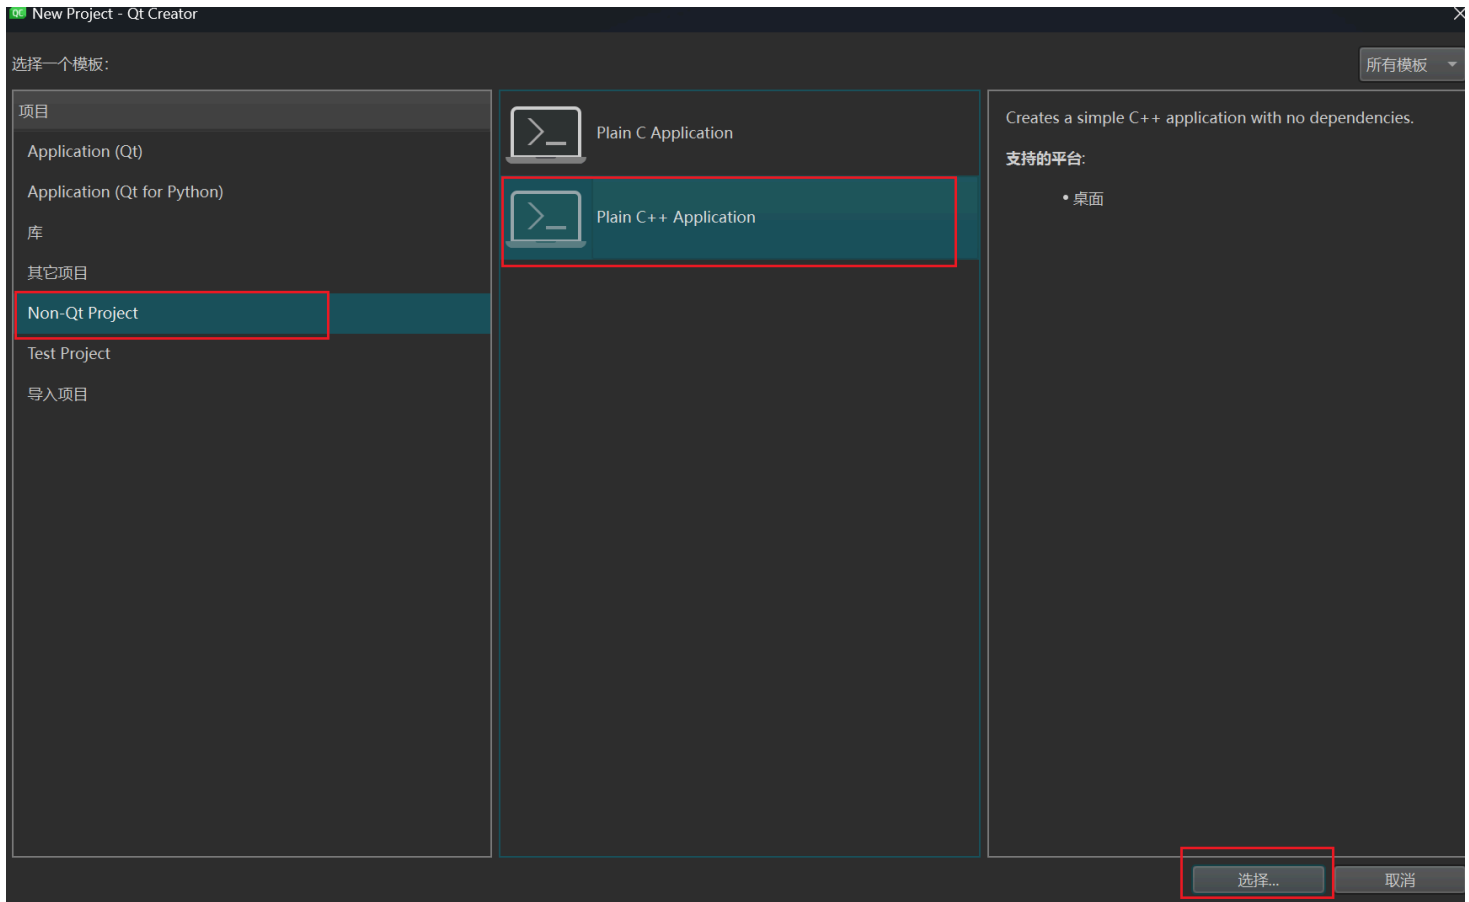 QC New Project - Qt Creator
选择一个模板:
所有模板
项目
Application (Qt)
Application (Qt for Python)
库
其它项目
Non-Qt Project
Test Project
导入项目
Plain C Application
Plain C++ Application
Creates a simple C++ application with no dependencies.
支持的平台:
• 桌面
选择...
取消